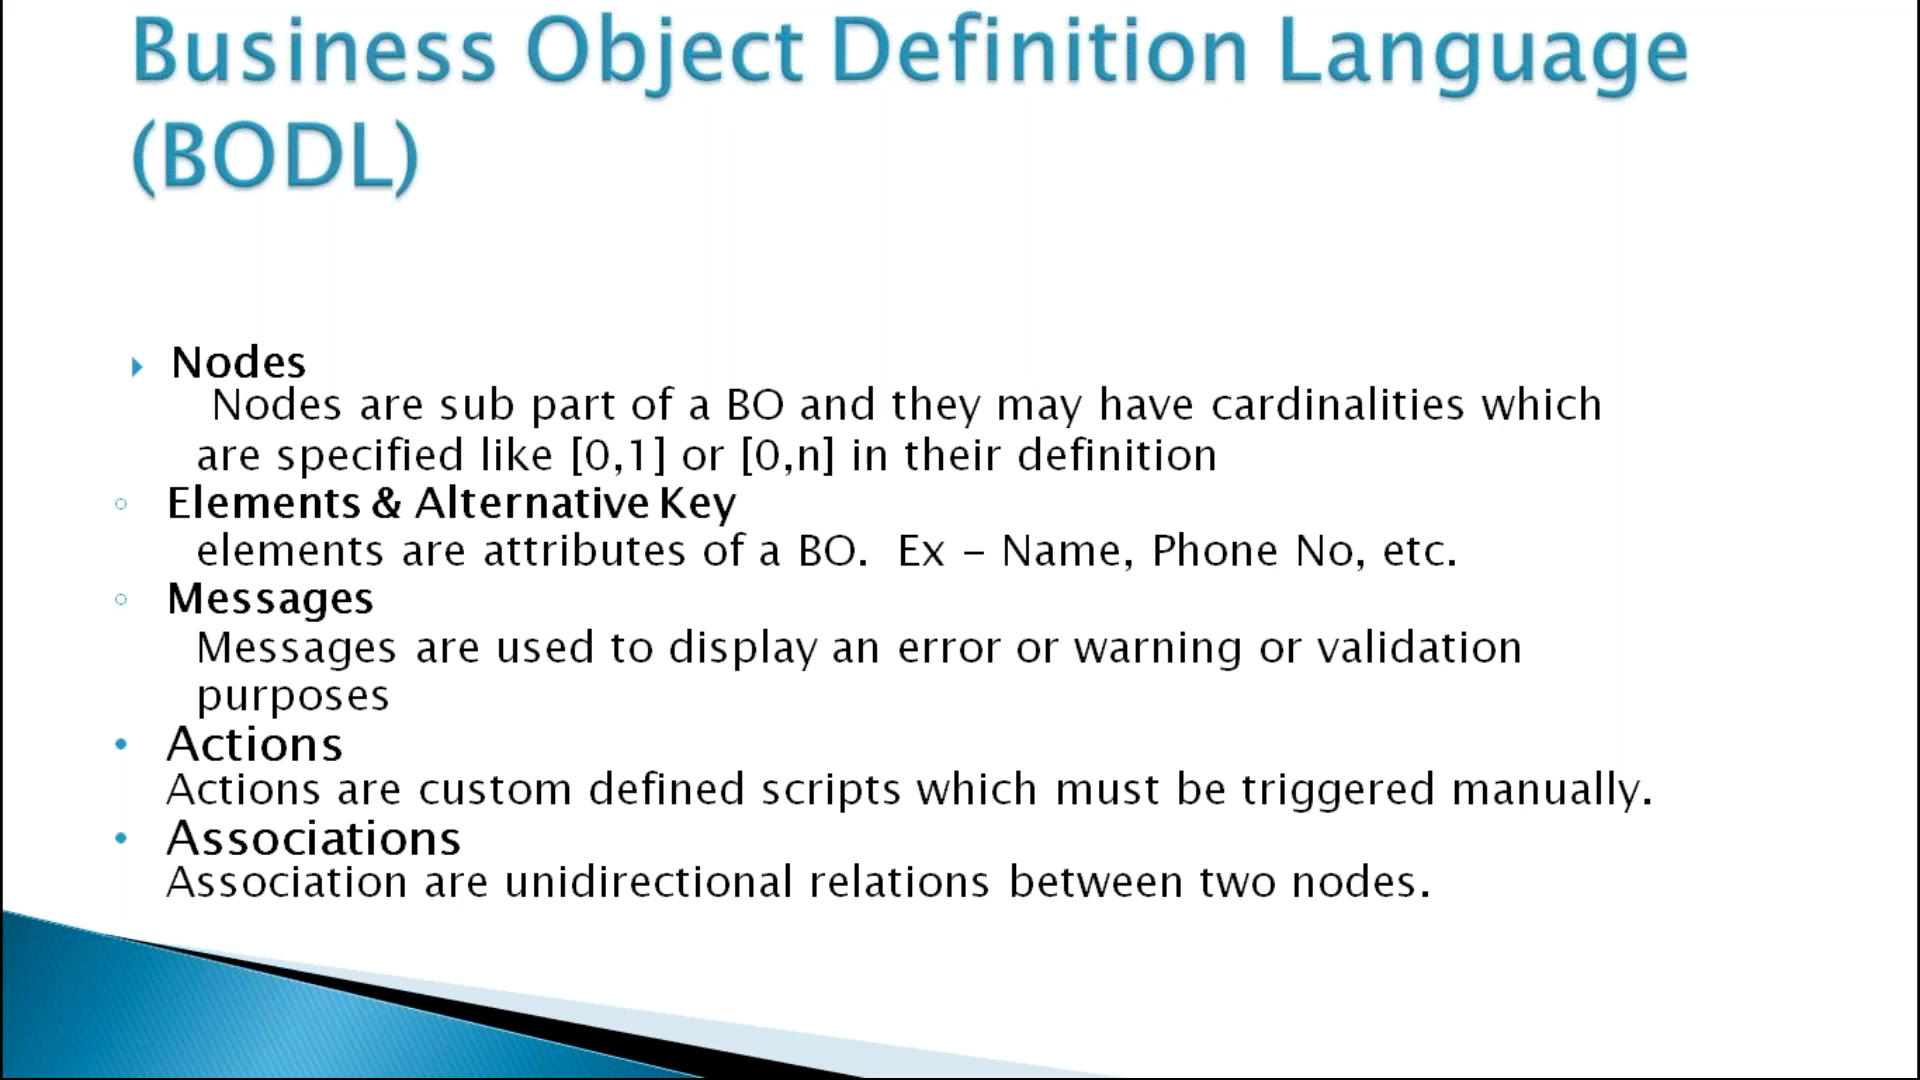 Business Object Definition Language
(BODL)
Nodes
Nodes are sub part of a BO and they may have cardinalities which
are specified like [0,1] or [0,n] in their definition
Elements & Alternative Key
elements are attributes of a BO. Ex – Name, Phone No, etc.
Messages
Messages are used to display an error or warning or validation
purposes
Actions
Actions are custom defined scripts which must be triggered manually.
Associations
Association are unidirectional relations between two nodes.